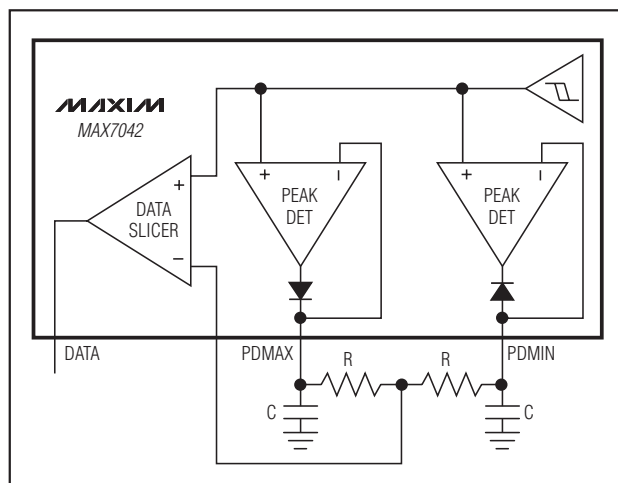 MAXIM
MAX7042
DATA
SLICER
+
−
PEAK
DET
+
−
PEAK
DET
+
−
DATA
PDMAX
R
R
PDMIN
C
C